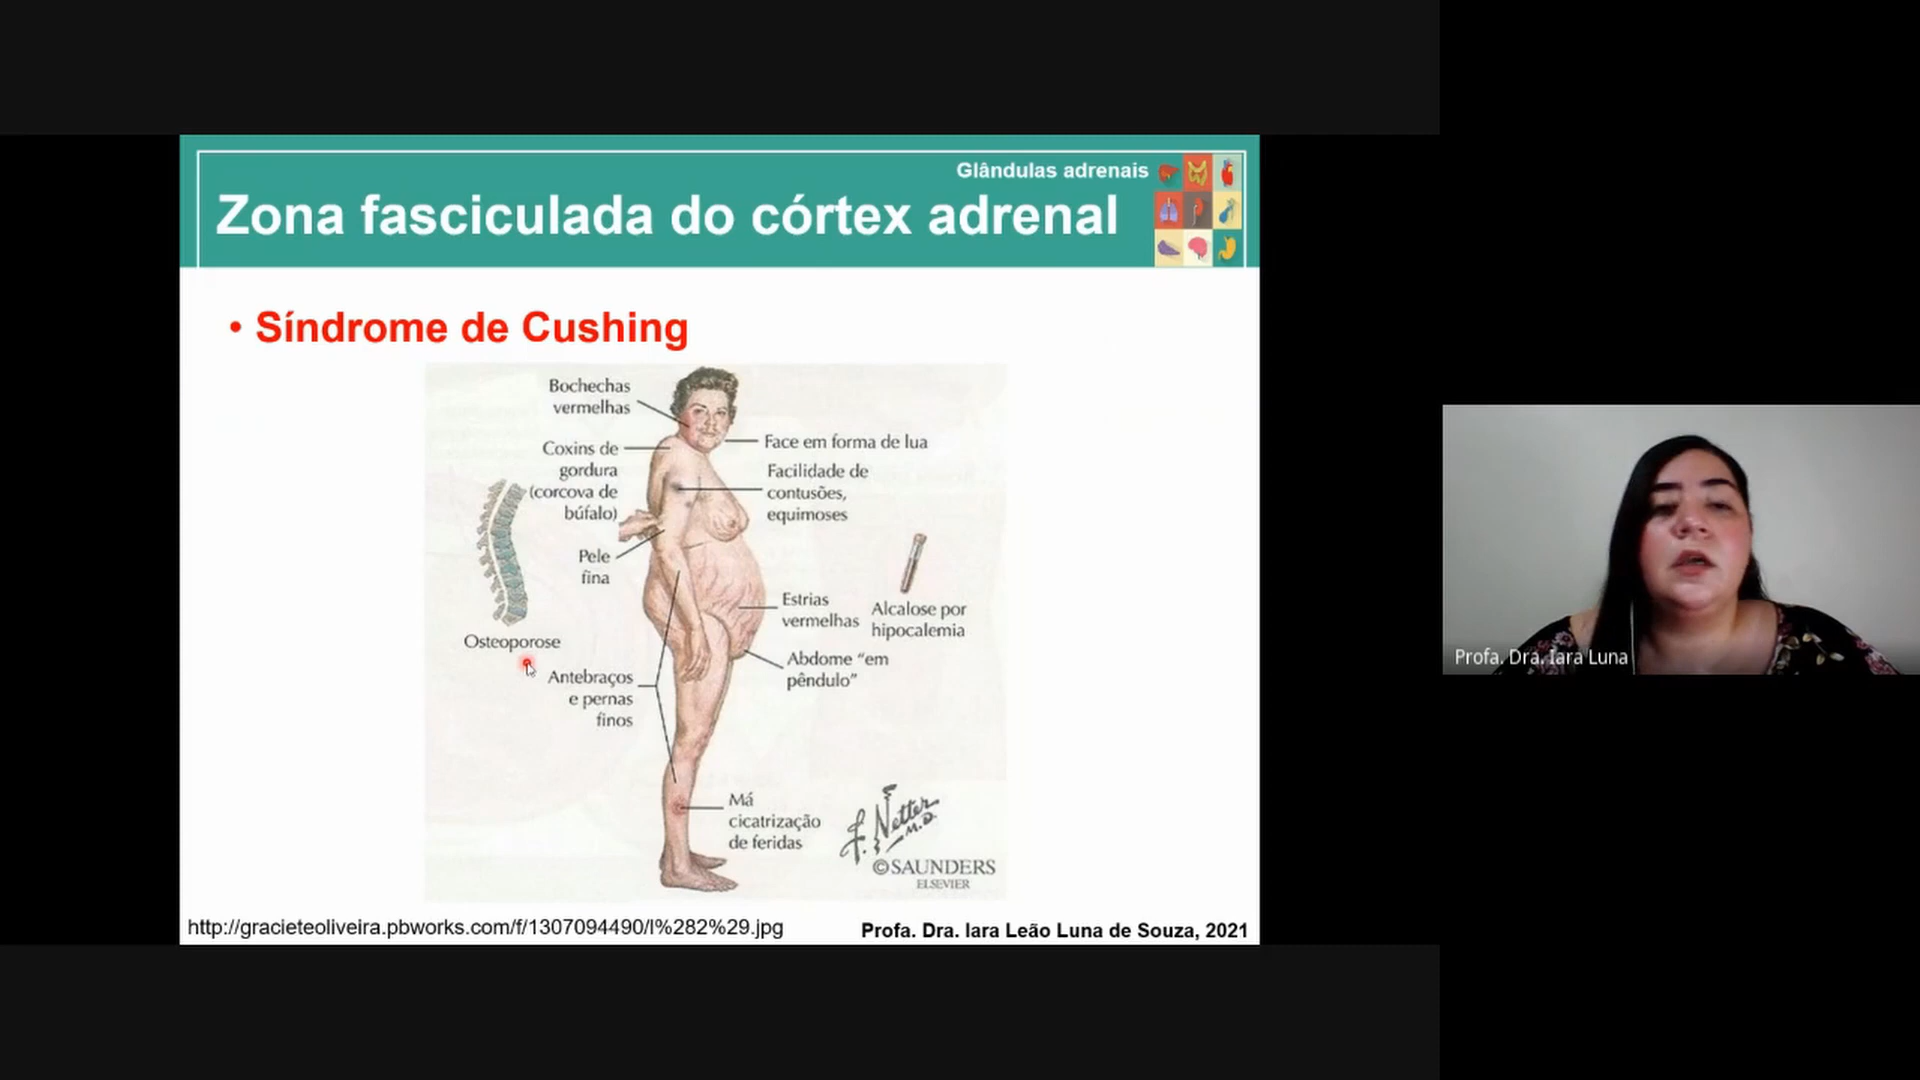 Glândulas adrenais
Zona fasciculada do córtex adrenal
• Síndrome de Cushing
Bochechas
vermelhas
Face em forma de lua
Coxins de
gordura
(corcova de
búfalo)
Facilidade de
contusões,
equimoses
Pele
fina
Estrias
vermelhas
Alcalose por
hipocalemia
Osteoporose
Abdome “em
pêndulo”
Antebraços
e pernas
finos
Má
cicatrização
de feridas
F. Netter
M.D.
©SAUNDERS
ELSEVIER
http://gracieteoliveira.pbworks.com/f/1307094490/l%282%29.jpg
Profa. Dra. Iara Leão Luna de Souza, 2021
Profa. Dra. Iara Luna